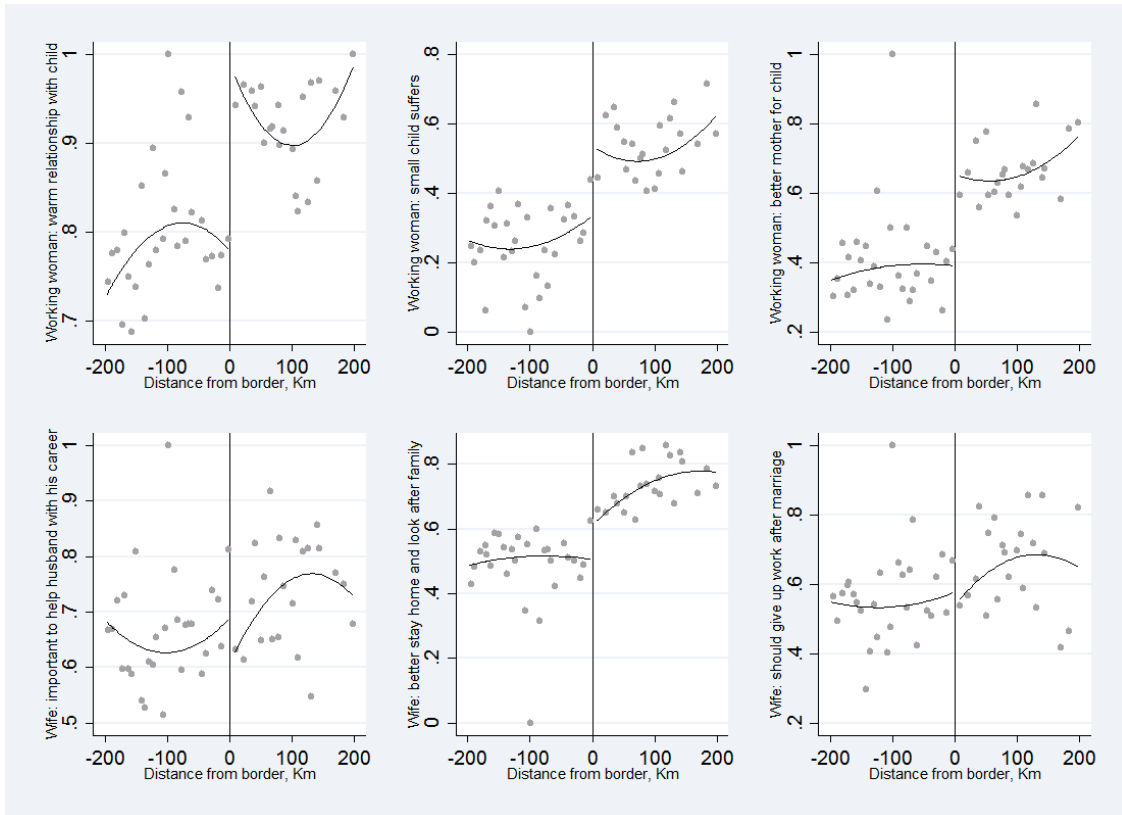 Working woman: warm relationship with child
1
.9
.8
.7
-200 -100 0 100 200
Distance from border, Km
Working woman: small child suffers
.8
.6
.4
.2
0
-200 -100 0 100 200
Distance from border, Km
Working woman: better mother for child
1
.8
.6
.4
.2
-200 -100 0 100 200
Distance from border, Km
Wife: important to help husband with his career
1
.9
.8
.7
.6
.5
-200 -100 0 100 200
Distance from border, Km
Wife: better stay home and look after family
.8
.6
.4
.2
0
-200 -100 0 100 200
Distance from border, Km
Wife: should give up work after marriage
1
.8
.6
.4
.2
-200 -100 0 100 200
Distance from border, Km